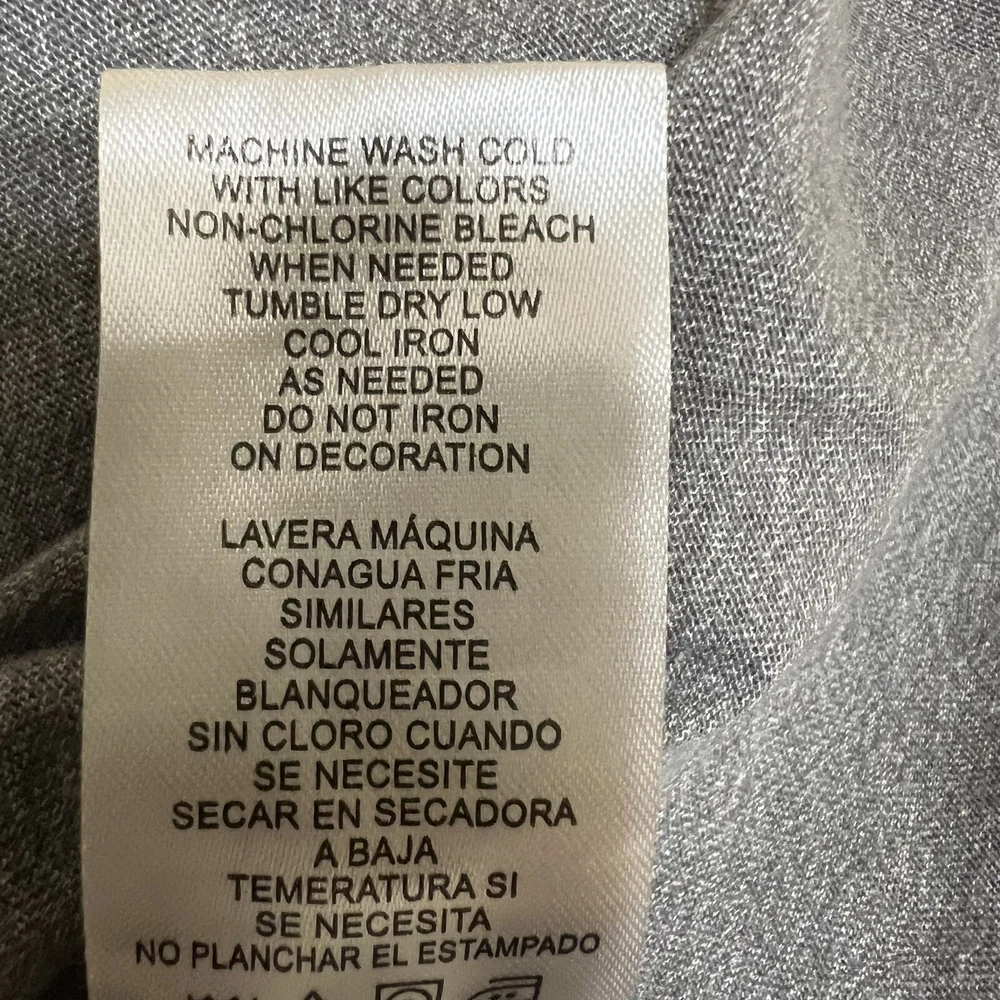 MACHINE WASH COLD
WITH LIKE COLORS
NON-CHLORINE BLEACH
WHEN NEEDED
TUMBLE DRY LOW
COOL IRON
AS NEEDED
DO NOT IRON
ON DECORATION
LAVERA MÁQUINA
CONAGUA FRIA
SIMILARES
SOLAMENTE
BLANQUEADOR
SIN CLORO CUANDO
SE NECESITE
SECAR EN SECADORA
A BAJA
TEMERATURA SI
SE NECESITA
NO PLANCHAR EL ESTAMPADO